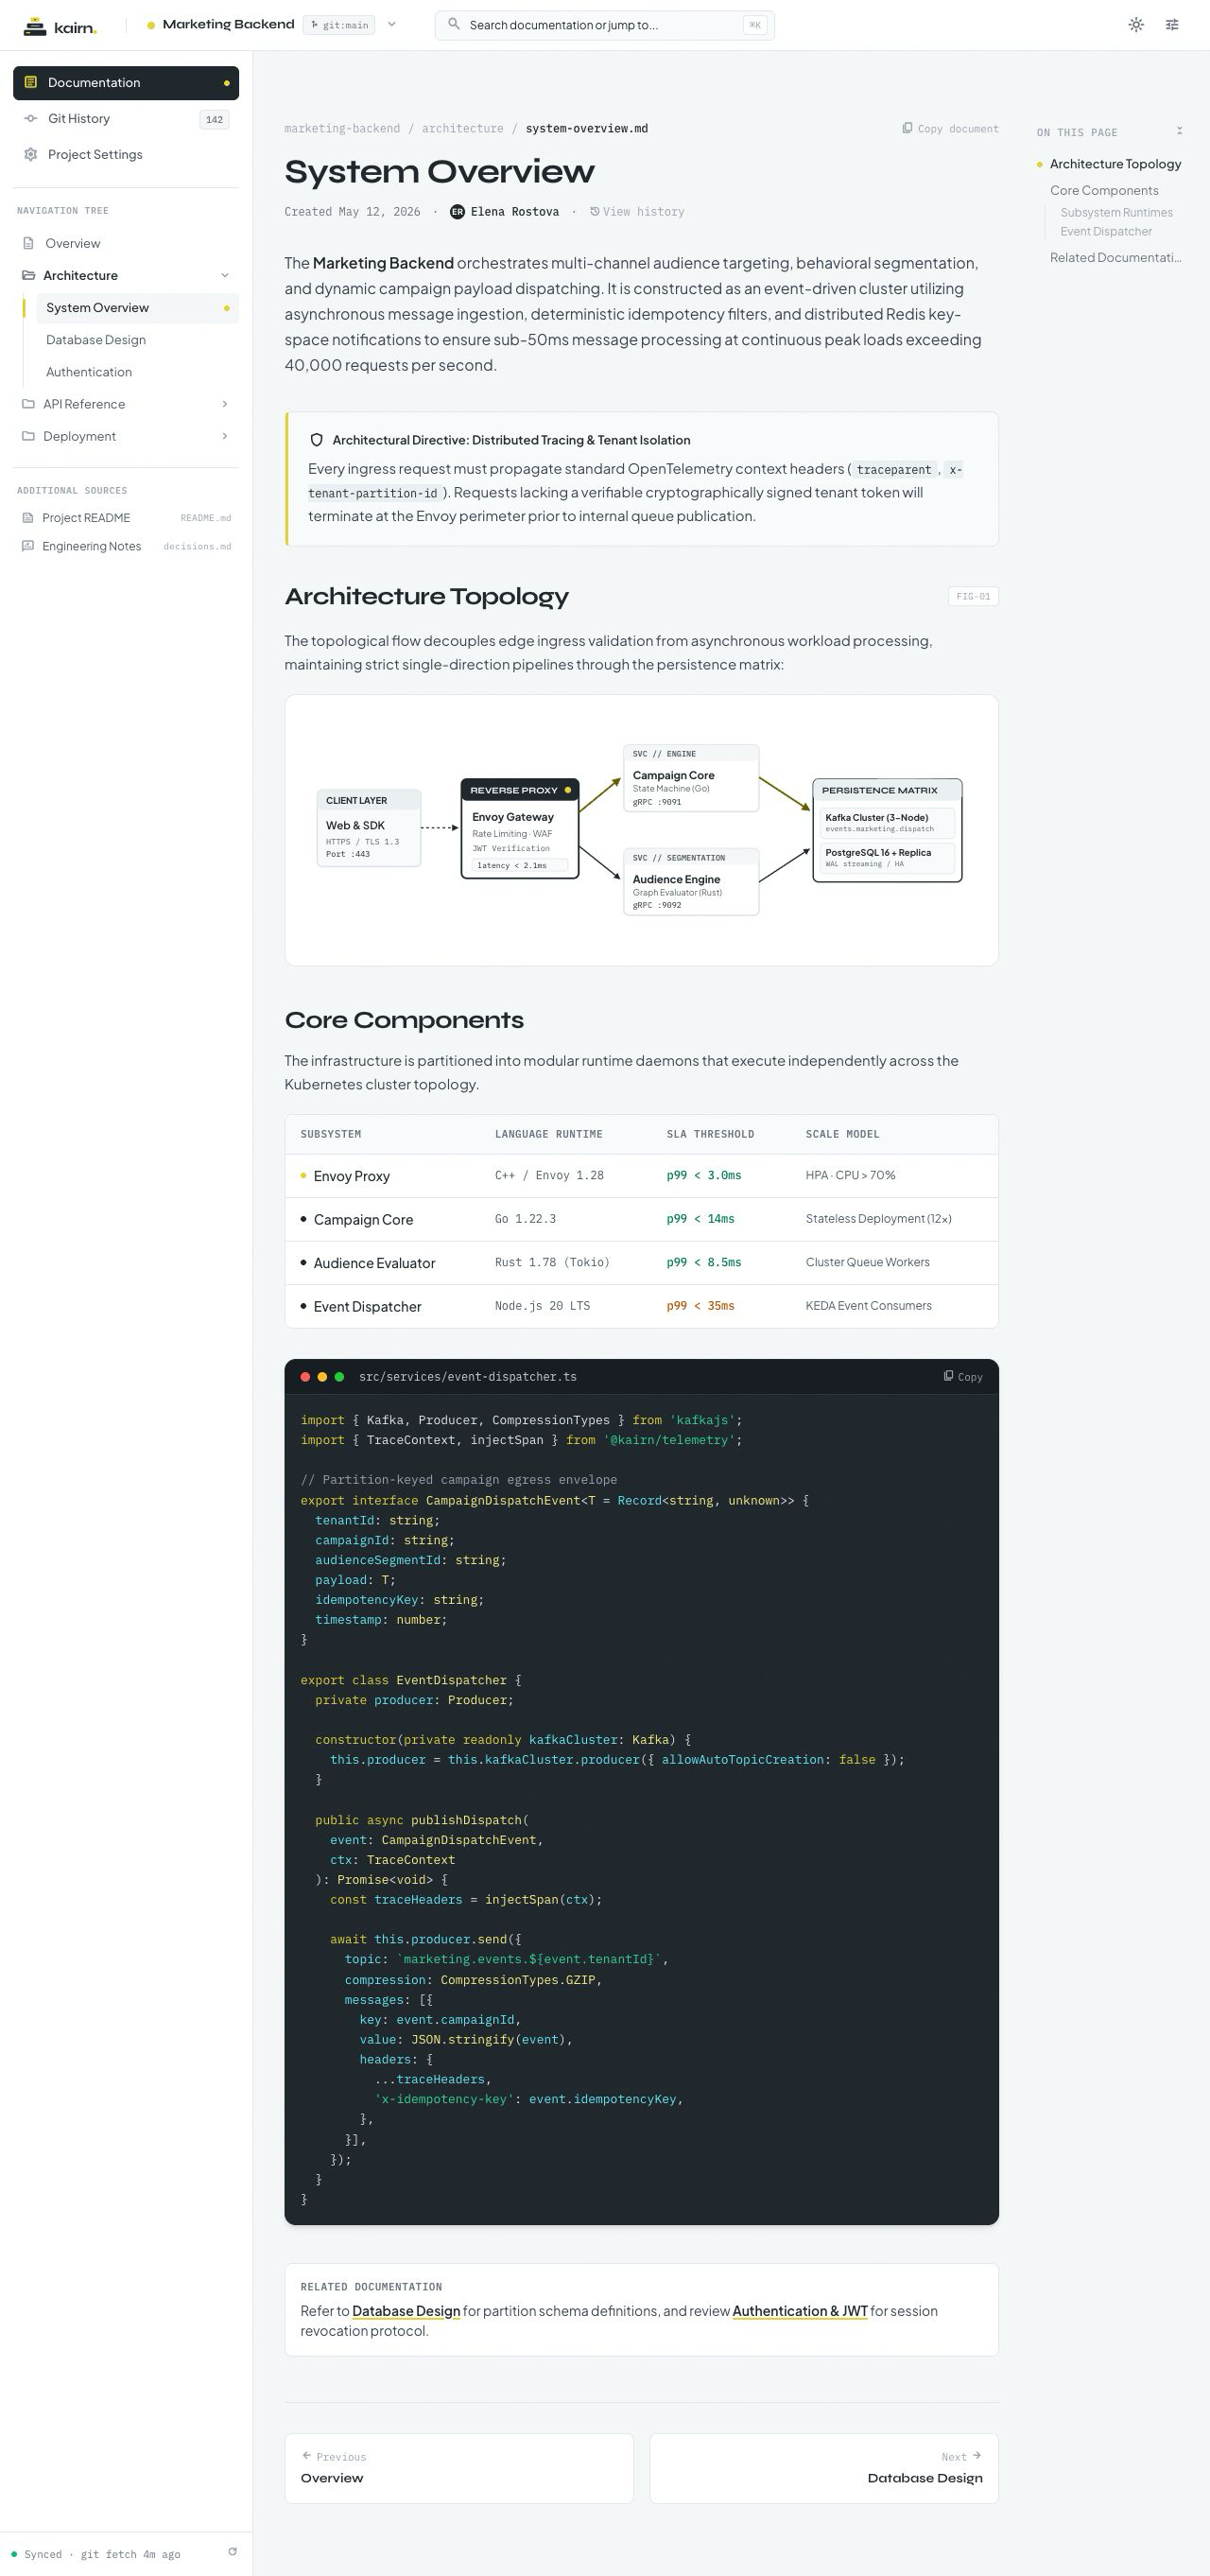 kairn.
Marketing Backend
git:main
Search documentation or jump to...
⌘K
Documentation
Git History
142
Project Settings
NAVIGATION TREE
Overview
Architecture
System Overview
Database Design
Authentication
API Reference
Deployment
ADDITIONAL SOURCES
Project README
README.md
Engineering Notes
decisions.md
Synced · git fetch 4m ago
marketing-backend / architecture / system-overview.md
Copy document
System Overview
Created May 12, 2026 · ER Elena Rostova · View history
The Marketing Backend orchestrates multi-channel audience targeting, behavioral segmentation,
and dynamic campaign payload dispatching. It is constructed as an event-driven cluster utilizing
asynchronous message ingestion, deterministic idempotency filters, and distributed Redis key-
space notifications to ensure sub-50ms message processing at continuous peak loads exceeding
40,000 requests per second.
Architectural Directive: Distributed Tracing & Tenant Isolation
Every ingress request must propagate standard OpenTelemetry context headers ( traceparent , x-
tenant-partition-id ). Requests lacking a verifiable cryptographically signed tenant token will
terminate at the Envoy perimeter prior to internal queue publication.
Architecture Topology
FIG-01
The topological flow decouples edge ingress validation from asynchronous workload processing,
maintaining strict single-direction pipelines through the persistence matrix:
CLIENT LAYER
Web & SDK
HTTPS / TLS 1.3
Port :443
REVERSE PROXY
Envoy Gateway
Rate Limiting · WAF
JWT Verification
latency < 2.1ms
SVC // ENGINE
Campaign Core
State Machine (Go)
gRPC :9091
SVC // SEGMENTATION
Audience Engine
Graph Evaluator (Rust)
gRPC :9092
PERSISTENCE MATRIX
Kafka Cluster (3-Node)
events.marketing.dispatch
PostgreSQL 16 + Replica
WAL streaming / HA
Core Components
The infrastructure is partitioned into modular runtime daemons that execute independently across the
Kubernetes cluster topology.
SUBSYSTEM LANGUAGE RUNTIME SLA THRESHOLD SCALE MODEL
Envoy Proxy C++ / Envoy 1.28 p99 < 3.0ms HPA · CPU > 70%
Campaign Core Go 1.22.3 p99 < 14ms Stateless Deployment (12x)
Audience Evaluator Rust 1.78 (Tokio) p99 < 8.5ms Cluster Queue Workers
Event Dispatcher Node.js 20 LTS p99 < 35ms KEDA Event Consumers
src/services/event-dispatcher.ts
Copy
import { Kafka, Producer, CompressionTypes } from 'kafkajs';
import { TraceContext, injectSpan } from '@kairn/telemetry';
// Partition-keyed campaign egress envelope
export interface CampaignDispatchEvent<T = Record<string, unknown>> {
tenantId: string;
campaignId: string;
audienceSegmentId: string;
payload: T;
idempotencyKey: string;
timestamp: number;
}
export class EventDispatcher {
private producer: Producer;
constructor(private readonly kafkaCluster: Kafka) {
this.producer = this.kafkaCluster.producer({ allowAutoTopicCreation: false });
}
public async publishDispatch(
event: CampaignDispatchEvent,
ctx: TraceContext
): Promise<void> {
const traceHeaders = injectSpan(ctx);
await this.producer.send({
topic: `marketing.events.${event.tenantId}`,
compression: CompressionTypes.GZIP,
messages: [{
key: event.campaignId,
value: JSON.stringify(event),
headers: {
...traceHeaders,
'x-idempotency-key': event.idempotencyKey,
},
}],
});
}
}
RELATED DOCUMENTATION
Refer to Database Design for partition schema definitions, and review Authentication & JWT for session
revocation protocol.
Previous
Overview
Next
Database Design
ON THIS PAGE
Architecture Topology
Core Components
Subsystem Runtimes
Event Dispatcher
Related Documentati...